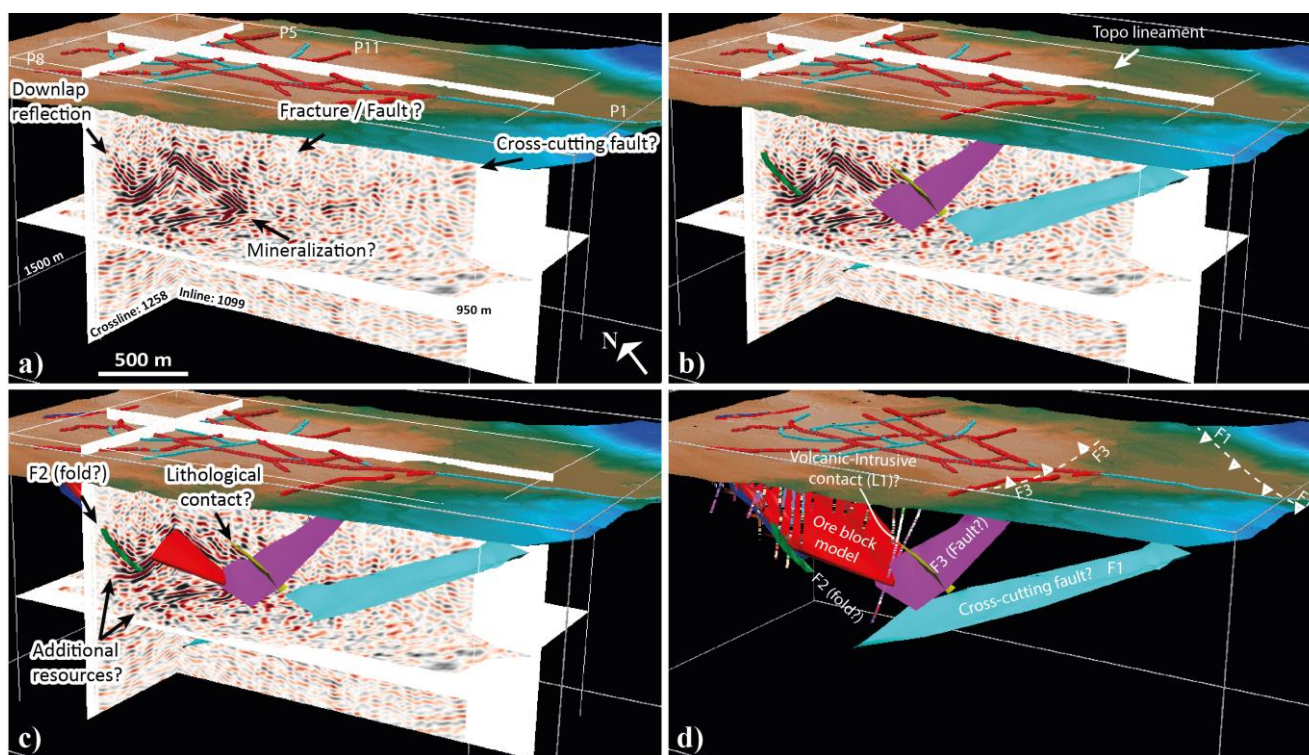 P5
P11
P8
Downlap
reflection
Fracture / Fault ?
P1
Cross-cutting fault?
Mineralization?
1500 m
Crossline: 1258
Inline: 1099
950 m
N
a)
500 m
Topo lineament
b)
F2 (fold?)
Lithological
contact?
Additional
resources?
c)
F1
F3
Volcanic-Intrusive
contact (L1)?
F3
F1
Ore block
model
F3 (Fault?)
F2 (fold?)
Cross-cutting fault? F1
d)